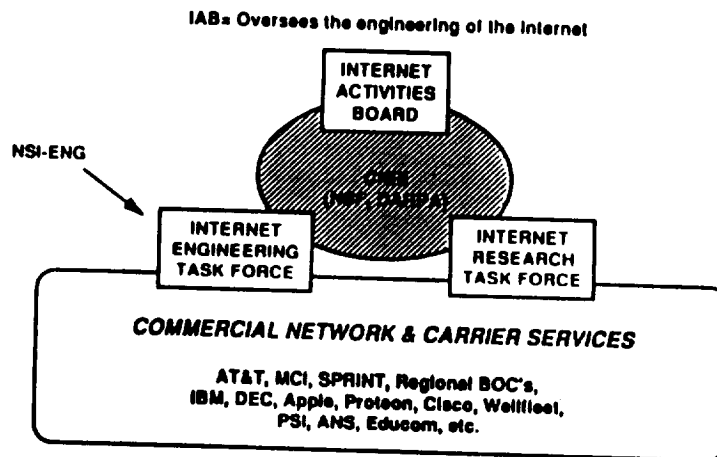 IAB= Oversees the engineering of the Internet
INTERNET
ACTIVITIES
BOARD
NSI-ENG
(NSF, DARPA)
INTERNET
ENGINEERING
TASK FORCE
INTERNET
RESEARCH
TASK FORCE
COMMERCIAL NETWORK & CARRIER SERVICES
AT&T, MCI, SPRINT, Regional BOC's,
IBM, DEC, Apple, Proteon, Cisco, Wellfleet,
PSI, ANS, Educom, etc.